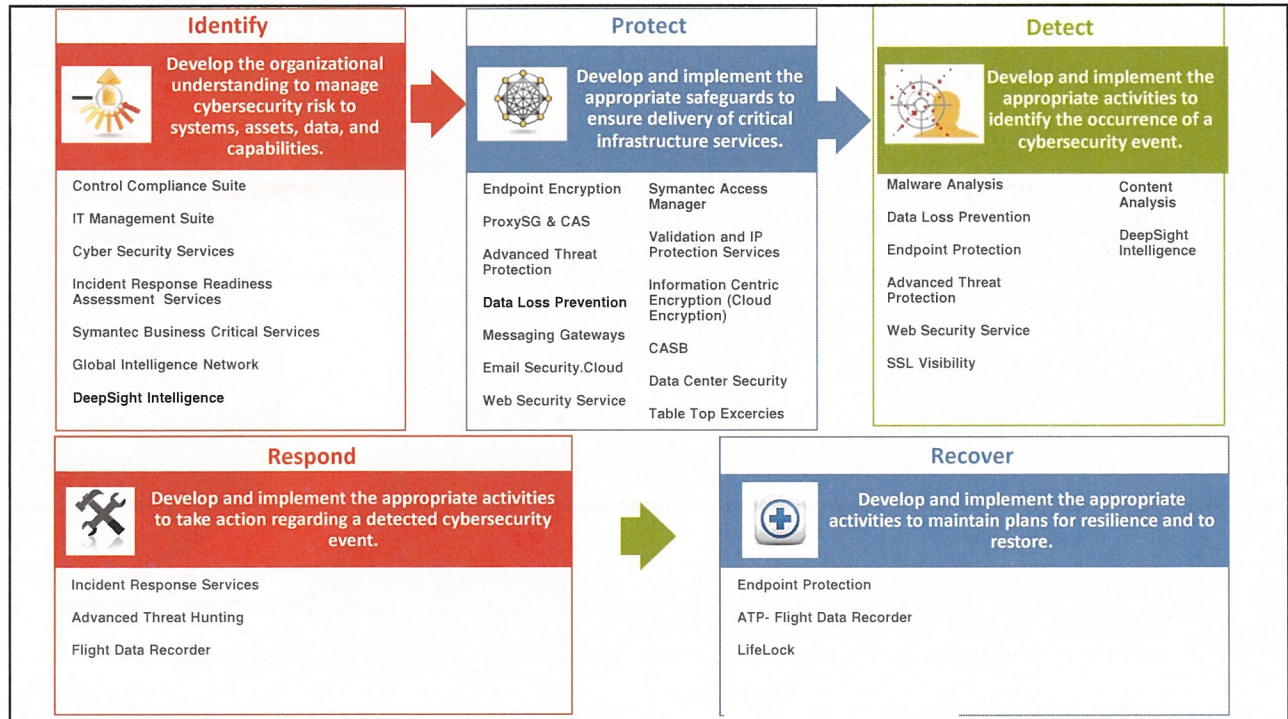 Identify
Develop the organizational
understanding to manage
cybersecurity risk to
systems, assets, data, and
capabilities.
Control Compliance Suite
IT Management Suite
Cyber Security Services
Incident Response Readiness
Assessment Services
Symantec Business Critical Services
Global Intelligence Network
DeepSight Intelligence
Protect
Develop and implement the
appropriate safeguards to
ensure delivery of critical
infrastructure services.
Endpoint Encryption
ProxySG & CAS
Advanced Threat
Protection
Data Loss Prevention
Messaging Gateways
Email Security.Cloud
Web Security Service
Symantec Access
Manager
Validation and IP
Protection Services
Information Centric
Encryption (Cloud
Encryption)
CASB
Data Center Security
Table Top Excercies
Detect
Develop and implement the
appropriate activities to
identify the occurrence of a
cybersecurity event.
Malware Analysis
Data Loss Prevention
Endpoint Protection
Advanced Threat
Protection
Web Security Service
SSL Visibility
Content
Analysis
DeepSight
Intelligence
Respond
Develop and implement the appropriate activities
to take action regarding a detected cybersecurity
event.
Incident Response Services
Advanced Threat Hunting
Flight Data Recorder
Recover
Develop and implement the appropriate
activities to maintain plans for resilience and to
restore.
Endpoint Protection
ATP- Flight Data Recorder
LifeLock